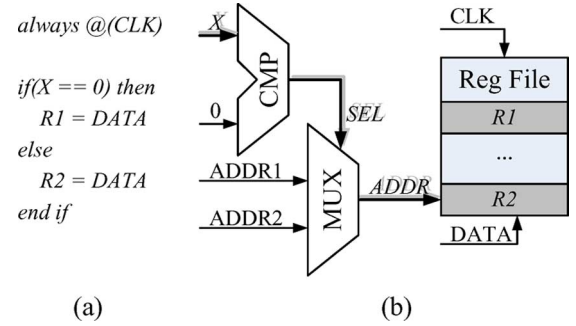 always @(CLK)
if(X == 0) then
R1 = DATA
else
R2 = DATA
end if
(a)
X
0
CMP
SEL
ADDR1
ADDR2
MUX
ADDR
CLK
Reg File
R1
...
R2
DATA
(b)